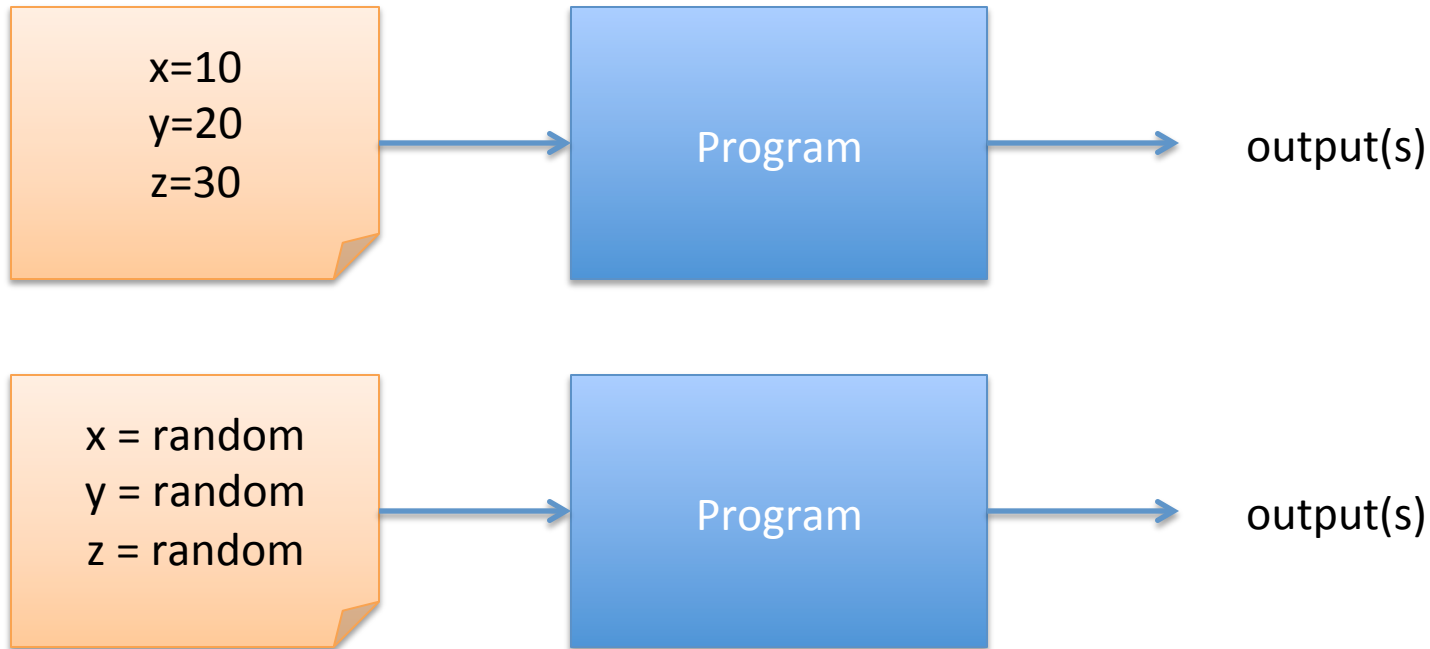 x=10
y=20
z=30
Program
output(s)
x = random
y = random
z = random
Program
output(s)